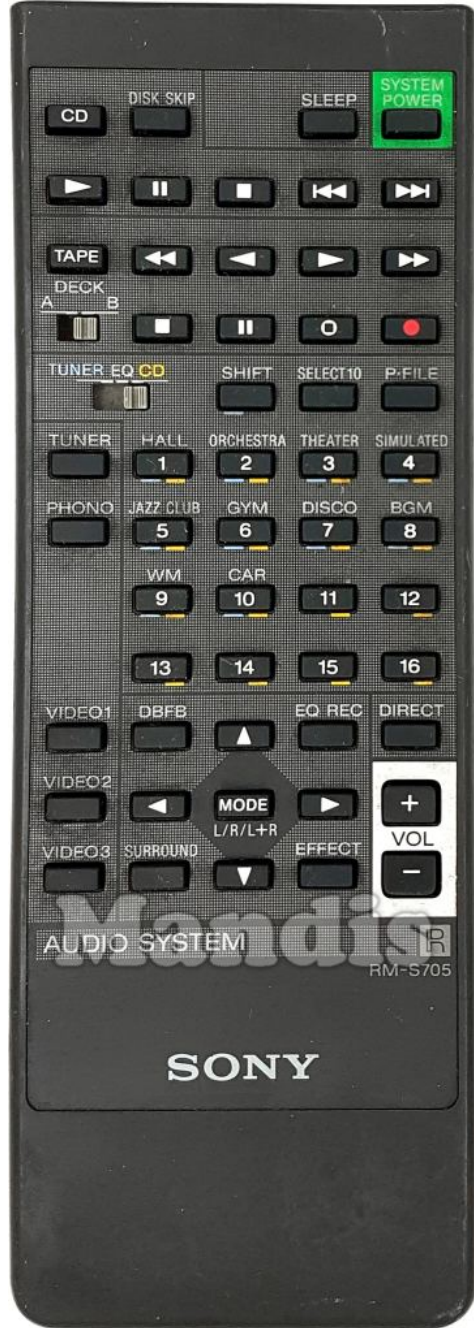 SYSTEM
CD DISK SKIP SLEEP POWER
TAPE
DECK
A B
TUNER EQ CD SHIFT SELECT10 P·FILE
TUNER HALL ORCHESTRA THEATER SIMULATED
1 2 3 4
PHONO JAZZ CLUB GYM DISCO BGM
5 6 7 8
WM CAR
9 10 11 12
13 14 15 16
VIDEO1 DBFB EQ REC DIRECT
VIDEO2 MODE +
L/R/L+R VOL
VIDEO3 SURROUND EFFECT −
Mandis
AUDIO SYSTEM R
RM-S705
SONY